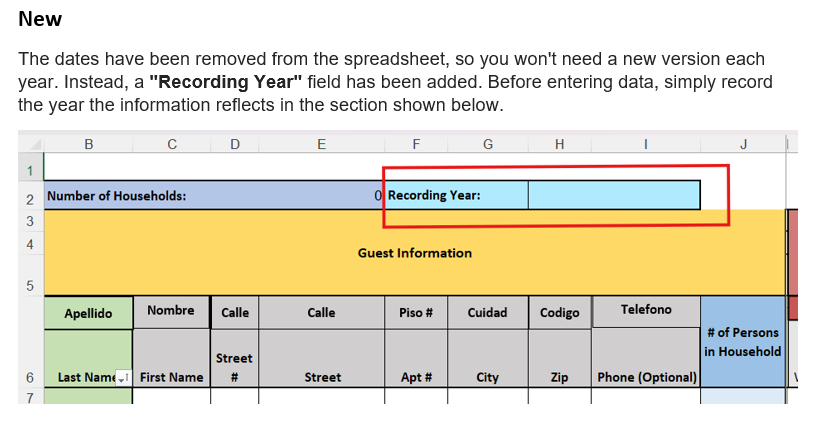 New
The dates have been removed from the spreadsheet, so you won't need a new version each
year. Instead, a "Recording Year" field has been added. Before entering data, simply record
the year the information reflects in the section shown below.
B C D E F G H I J
1
2 Number of Households: 0 Recording Year:
3
4 Guest Information
5
Apellido Nombre Calle Calle Piso # Cuidad Codigo Telefono
# of Persons
in Household
Street
6 Last Name First Name # Street Apt # City Zip Phone (Optional)
7